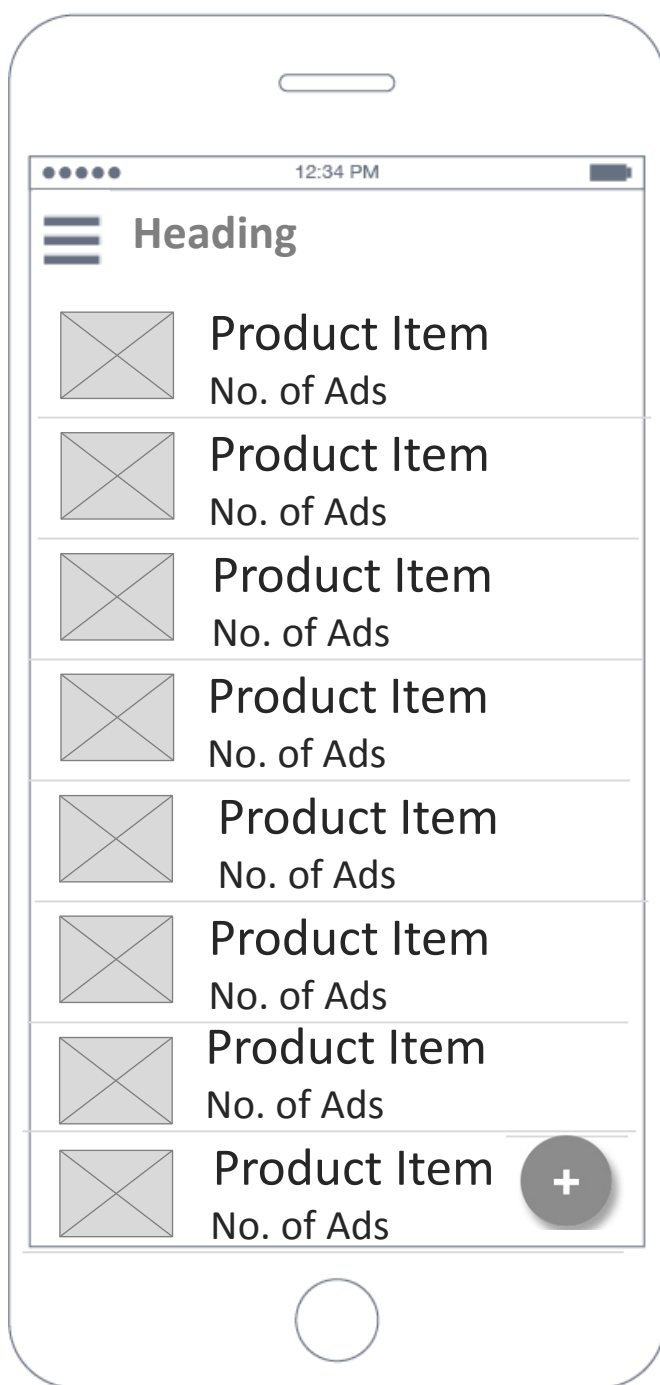 12:34 PM
Heading
Product Item
No. of Ads
Product Item
No. of Ads
Product Item
No. of Ads
Product Item
No. of Ads
Product Item
No. of Ads
Product Item
No. of Ads
Product Item
No. of Ads
Product Item
No. of Ads
+